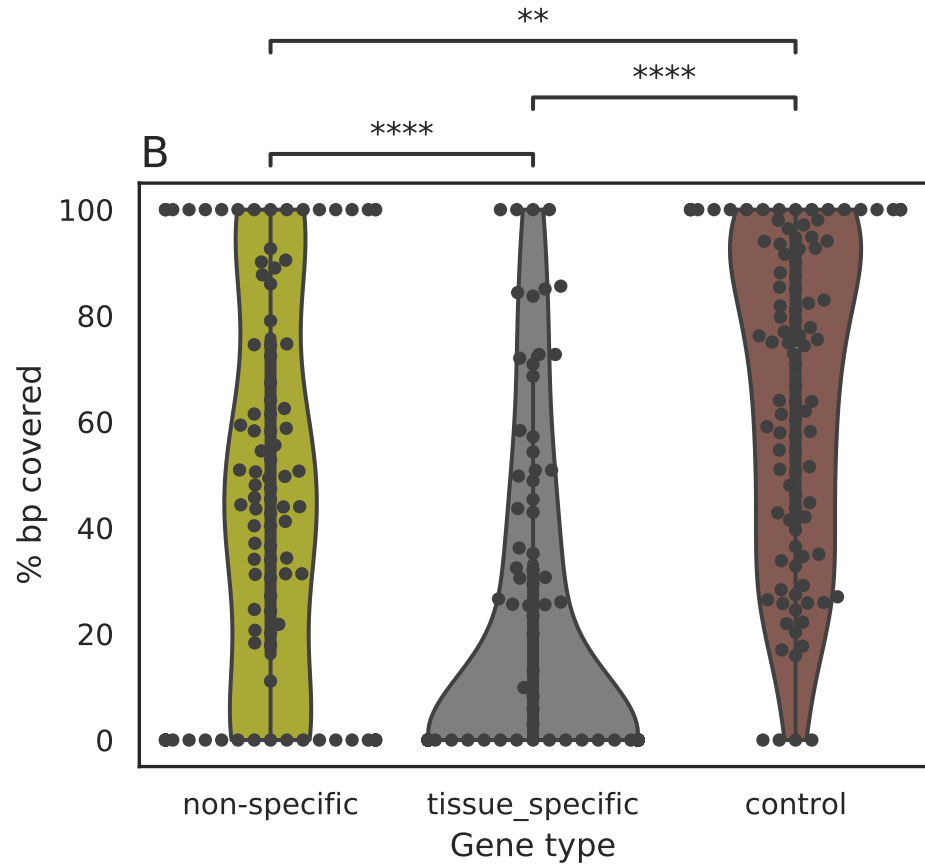 **
****
****
B
100
80
60
40
20
0
% bp covered
non-specific tissue_specific control
Gene type